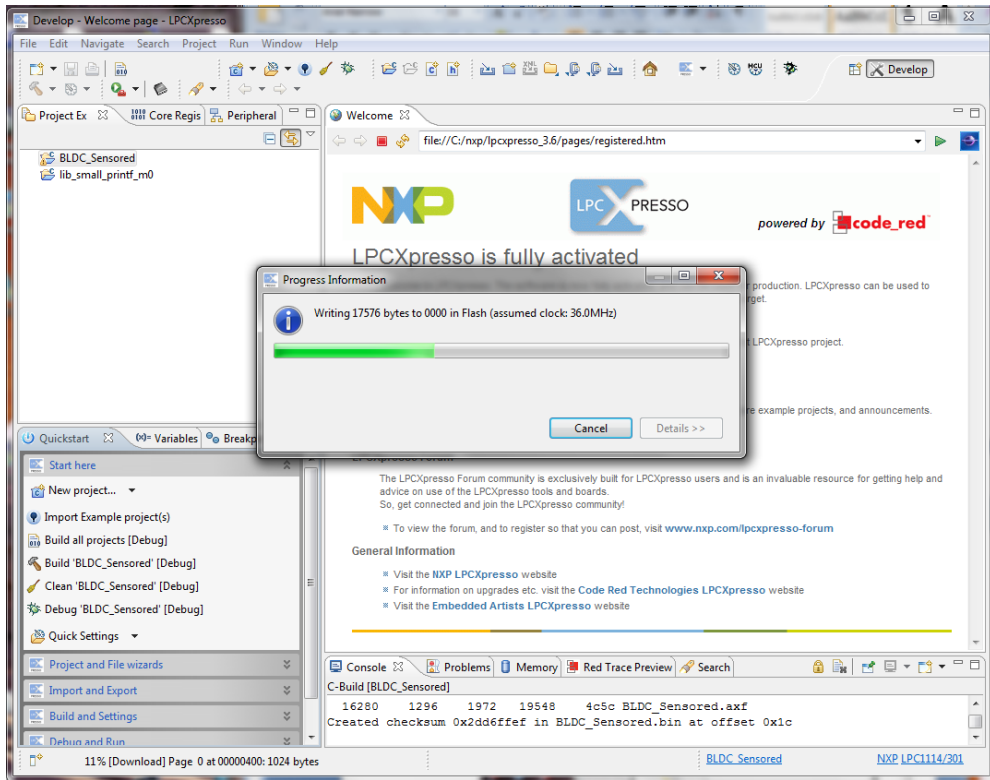 Develop - Welcome page - LPCXpresso
File Edit Navigate Search Project Run Window Help
Develop
Project Ex
Core Regis
Peripheral
Welcome
file://C:/nxp/lpcxpresso_3.6/pages/registered.htm
BLDC_Sensored
lib_small_printf_m0
NXP
LPC XPRESSO
powered by code_red
LPCXpresso is fully activated
production. LPCXpresso can be used to
LPCXpresso project.
example projects, and announcements.
Progress Information
Writing 17576 bytes to 0000 in Flash (assumed clock: 36.0MHz)
Cancel
Details >>
The LPCXpresso Forum community is exclusively built for LPCXpresso users and is an invaluable resource for getting help and
advice on use of the LPCXpresso tools and boards.
So, get connected and join the LPCXpresso community!
To view the forum, and to register so that you can post, visit www.nxp.com/lpcxpresso-forum
General Information
Visit the NXP LPCXpresso website
For information on upgrades etc. visit the Code Red Technologies LPCXpresso website
Visit the Embedded Artists LPCXpresso website
Quickstart
(x)= Variables
Breakp
Start here
New project...
Import Example project(s)
Build all projects [Debug]
Build 'BLDC_Sensored' [Debug]
Clean 'BLDC_Sensored' [Debug]
Debug 'BLDC_Sensored' [Debug]
Quick Settings
Project and File wizards
Import and Export
Build and Settings
Debug and Run
Console
Problems
Memory
Red Trace Preview
Search
C-Build [BLDC_Sensored]
16280 1296 1972 19548 4c5c BLDC_Sensored.axf
Created checksum 0x2dd6ffef in BLDC_Sensored.bin at offset 0x1c
11% [Download] Page 0 at 00000400: 1024 bytes
BLDC_Sensored
NXP LPC1114/301